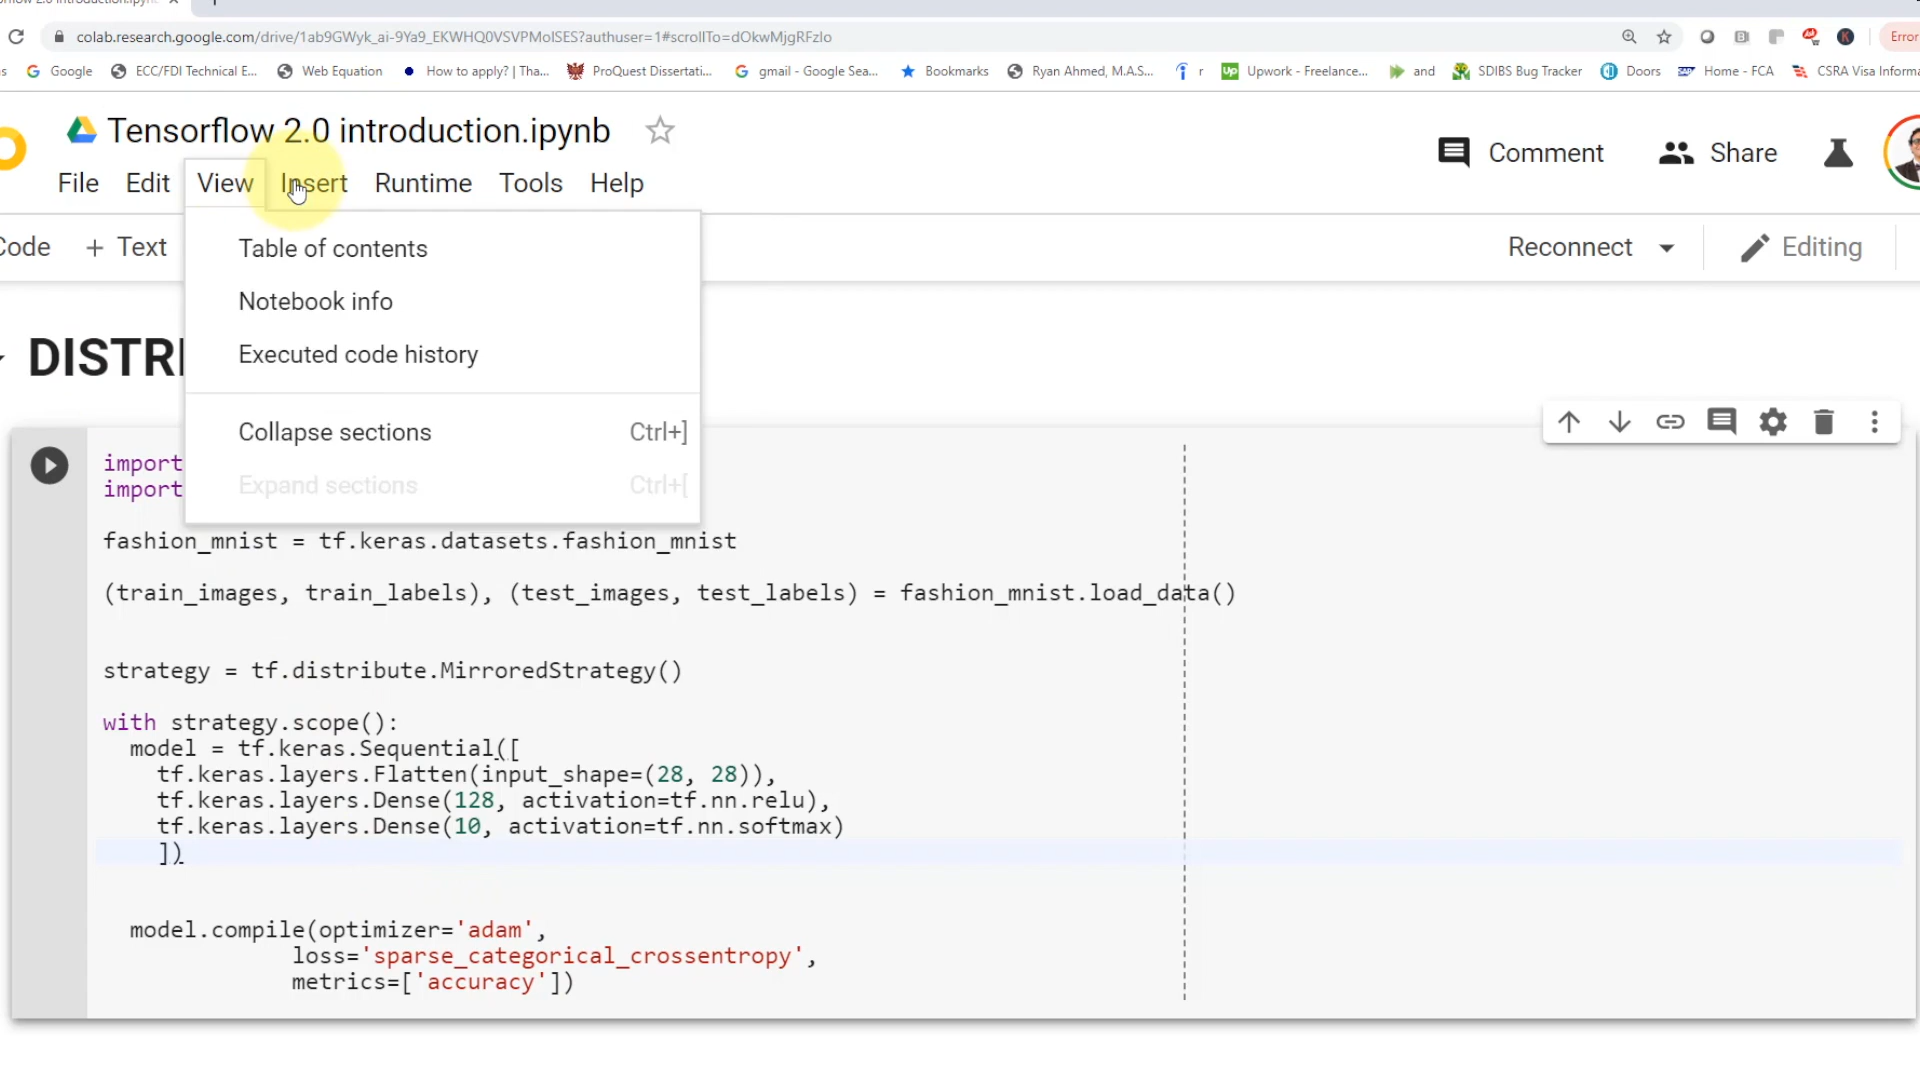 colab.research.google.com/drive/1ab9GWyk_ai-9Ya9_EKWHQ0VSVPMolSES?authuser=1#scrollTo=dOkwMjgRFzIo
Error
Google ECC/FDI Technical E... Web Equation How to apply? | Tha... ProQuest Dissertati... gmail - Google Sea... Bookmarks Ryan Ahmed, M.A.S... r Upwork - Freelance... and SDIBS Bug Tracker Doors Home - FCA CSRA Visa Informa
Tensorflow 2.0 introduction.ipynb
Comment Share
File Edit View Insert Runtime Tools Help
Code + Text Reconnect Editing
Table of contents
Notebook info
DISTRI
Executed code history
Collapse sections Ctrl+]
Expand sections Ctrl+[
import
import
fashion_mnist = tf.keras.datasets.fashion_mnist
(train_images, train_labels), (test_images, test_labels) = fashion_mnist.load_data()
strategy = tf.distribute.MirroredStrategy()
with strategy.scope():
model = tf.keras.Sequential([
tf.keras.layers.Flatten(input_shape=(28, 28)),
tf.keras.layers.Dense(128, activation=tf.nn.relu),
tf.keras.layers.Dense(10, activation=tf.nn.softmax)
])
model.compile(optimizer='adam',
loss='sparse_categorical_crossentropy',
metrics=['accuracy'])